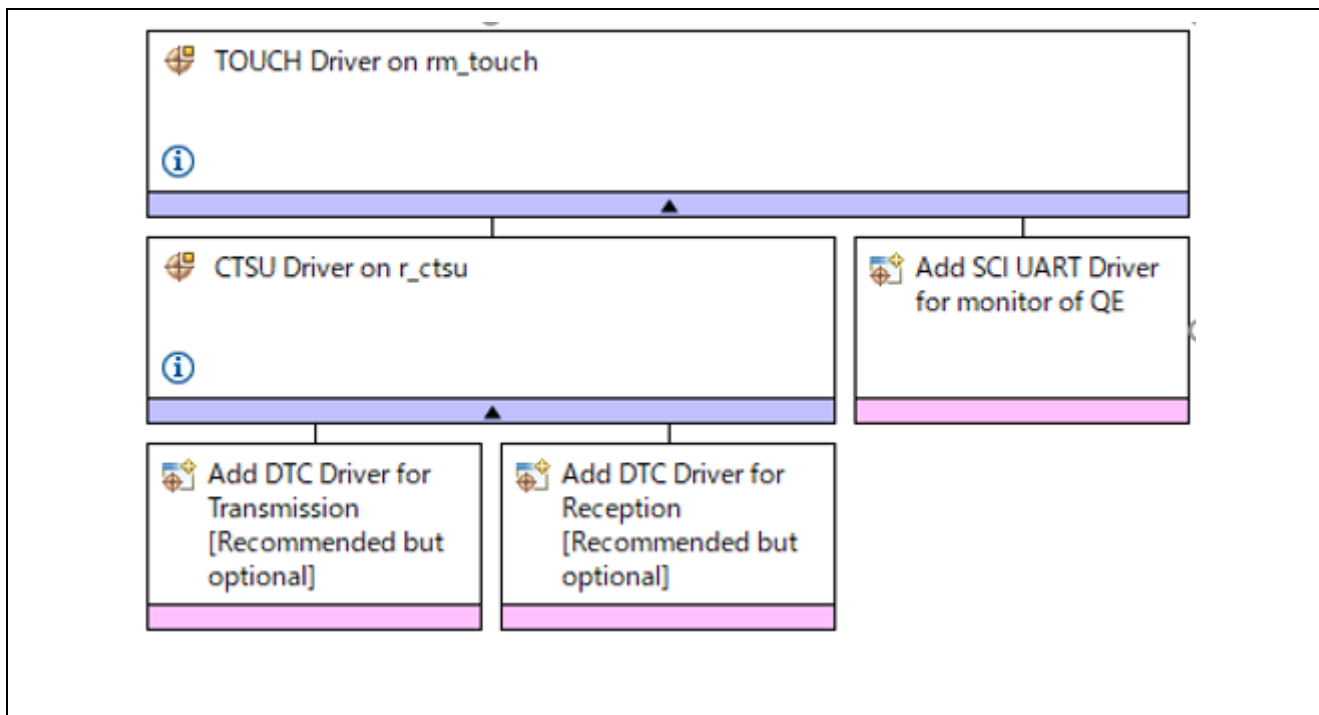 TOUCH Driver on rm_touch
CTSU Driver on r_ctsu
Add SCI UART Driver
for monitor of QE
Add DTC Driver for
Transmission
[Recommended but
optional]
Add DTC Driver for
Reception
[Recommended but
optional]